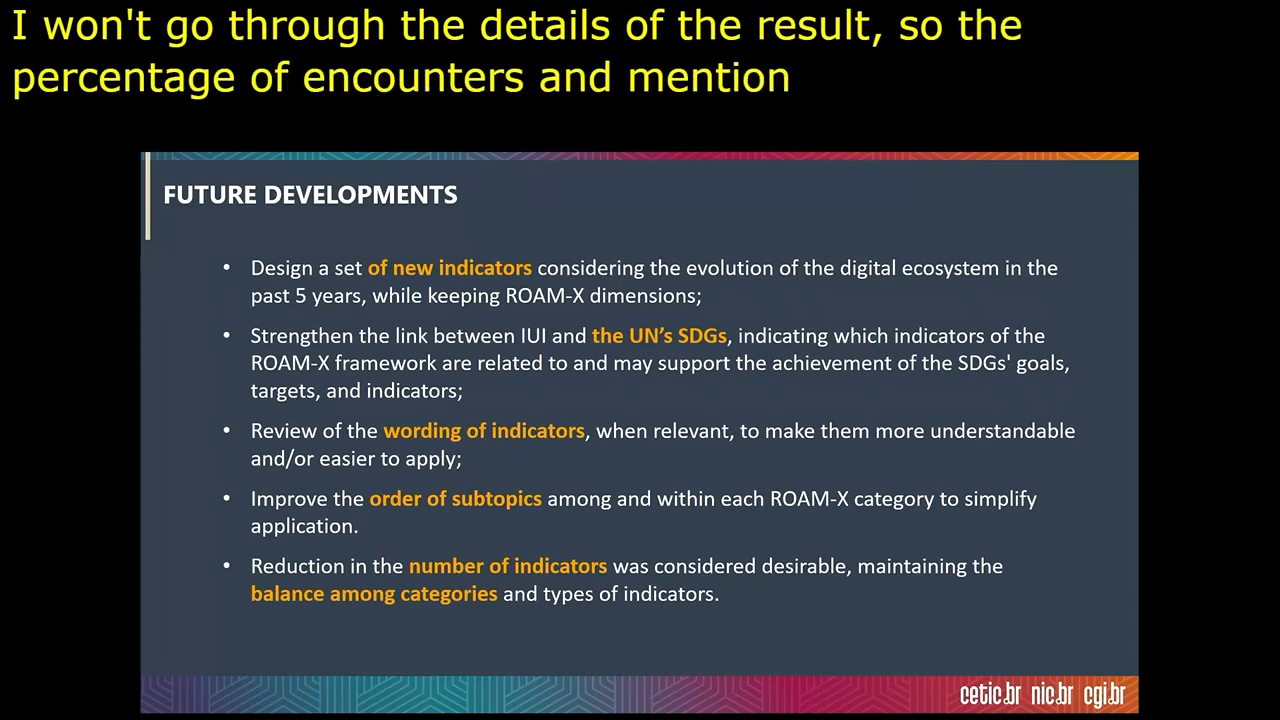 I won't go through the details of the result, so the
percentage of encounters and mention
FUTURE DEVELOPMENTS
• Design a set of new indicators considering the evolution of the digital ecosystem in the
past 5 years, while keeping ROAM-X dimensions;
• Strengthen the link between IUI and the UN’s SDGs, indicating which indicators of the
ROAM-X framework are related to and may support the achievement of the SDGs' goals,
targets, and indicators;
• Review of the wording of indicators, when relevant, to make them more understandable
and/or easier to apply;
• Improve the order of subtopics among and within each ROAM-X category to simplify
application.
• Reduction in the number of indicators was considered desirable, maintaining the
balance among categories and types of indicators.
cetic.br nic.br cgi.br